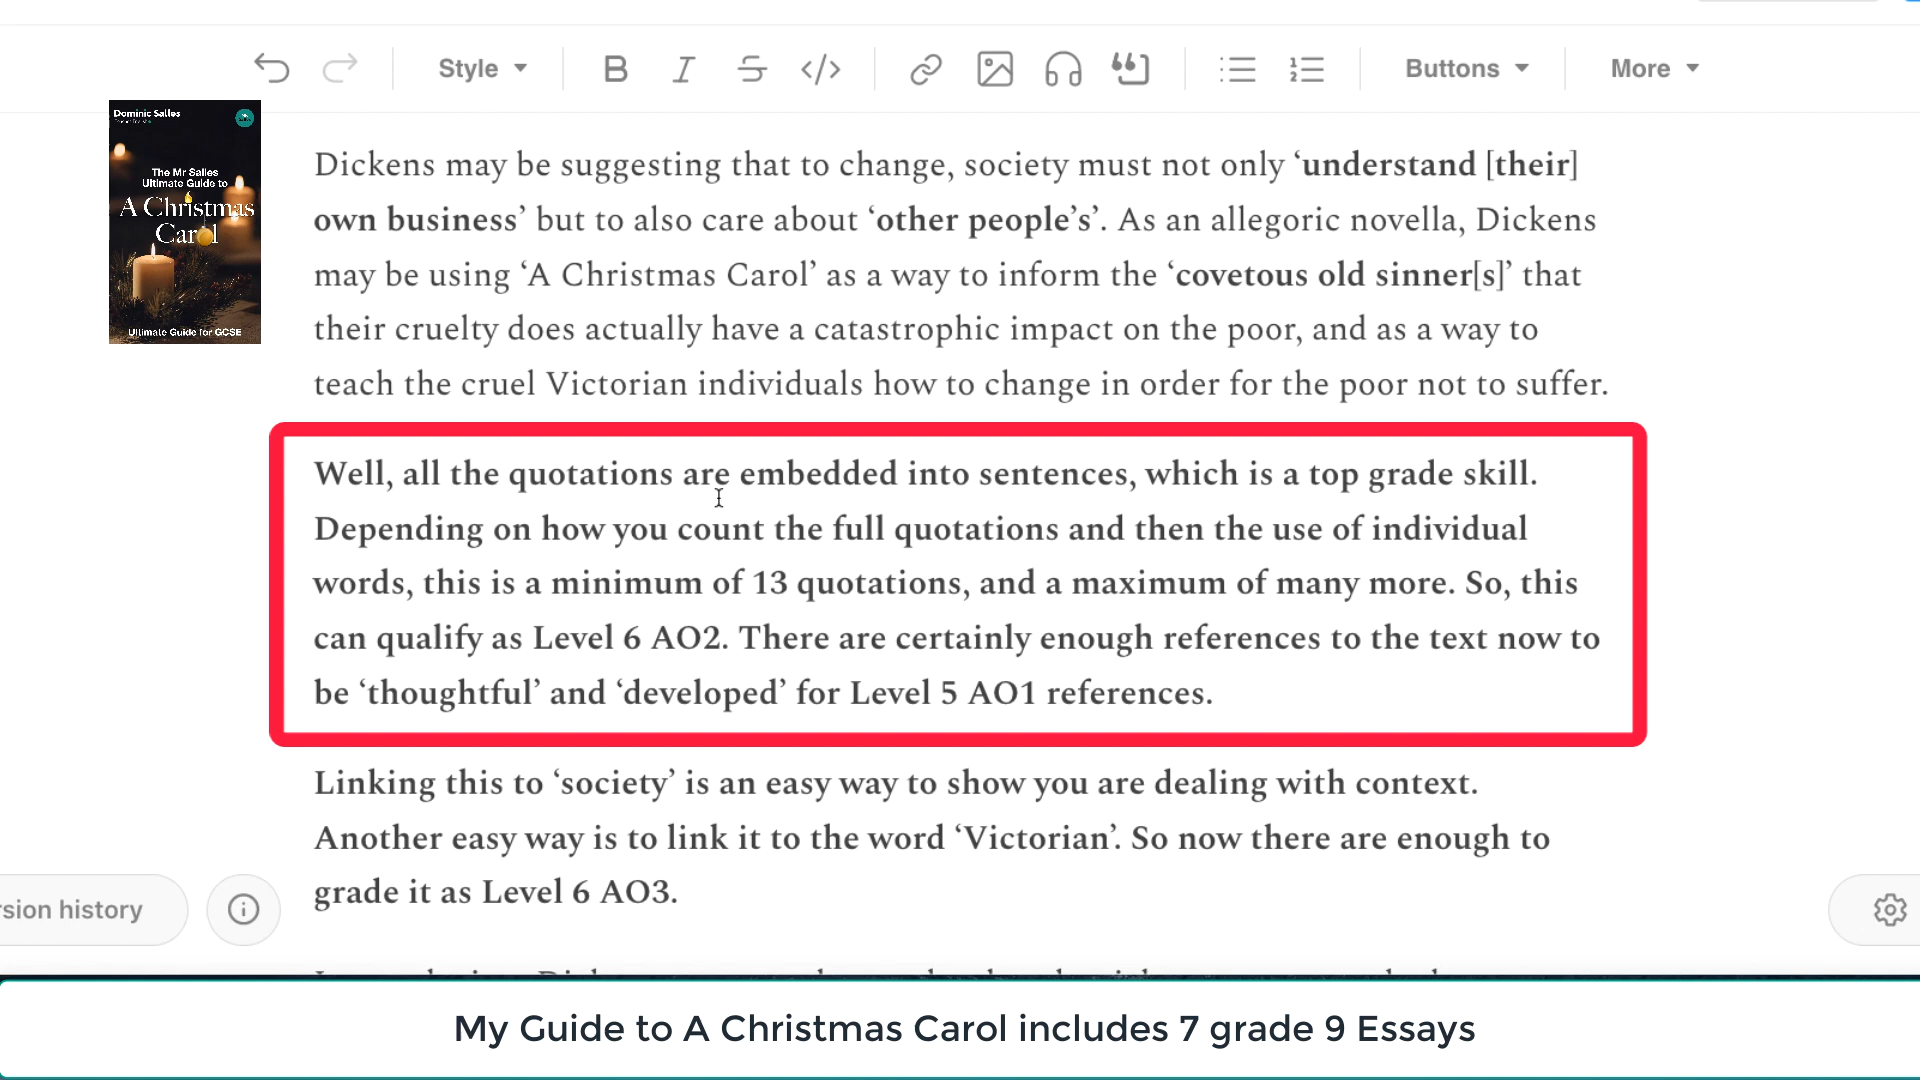 Style
Buttons
More
Dominic Salles
The Mr Salles
Ultimate Guide to
A Christmas
Carol
Ultimate Guide for GCSE
Dickens may be suggesting that to change, society must not only ‘understand [their]
own business’ but to also care about ‘other people’s’. As an allegoric novella, Dickens
may be using ‘A Christmas Carol’ as a way to inform the ‘covetous old sinner[s]’ that
their cruelty does actually have a catastrophic impact on the poor, and as a way to
teach the cruel Victorian individuals how to change in order for the poor not to suffer.
Well, all the quotations are embedded into sentences, which is a top grade skill.
Depending on how you count the full quotations and then the use of individual
words, this is a minimum of 13 quotations, and a maximum of many more. So, this
can qualify as Level 6 AO2. There are certainly enough references to the text now to
be ‘thoughtful’ and ‘developed’ for Level 5 AO1 references.
Linking this to ‘society’ is an easy way to show you are dealing with context.
Another easy way is to link it to the word ‘Victorian’. So now there are enough to
grade it as Level 6 AO3.
rsion history
My Guide to A Christmas Carol includes 7 grade 9 Essays